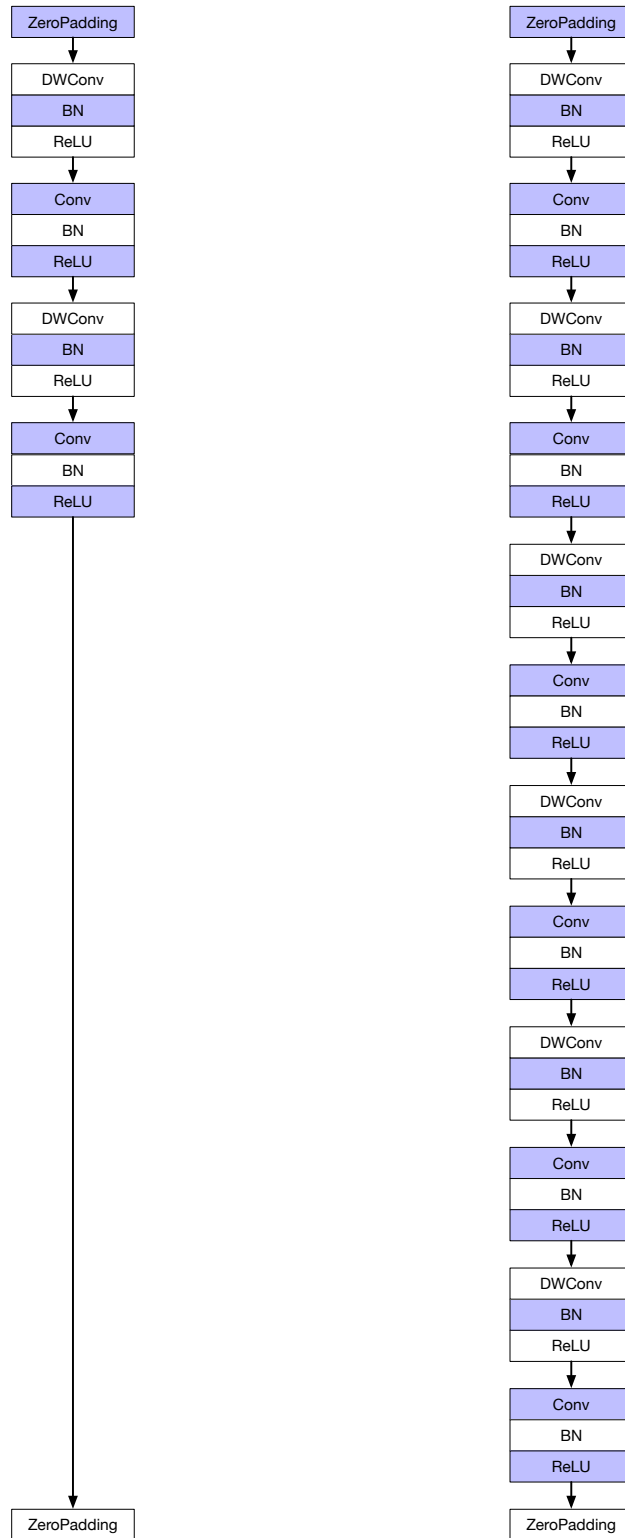 ZeroPadding
DWConv
BN
ReLU
Conv
BN
ReLU
DWConv
BN
ReLU
Conv
BN
ReLU
ZeroPadding
ZeroPadding
DWConv
BN
ReLU
Conv
BN
ReLU
DWConv
BN
ReLU
Conv
BN
ReLU
DWConv
BN
ReLU
Conv
BN
ReLU
DWConv
BN
ReLU
Conv
BN
ReLU
DWConv
BN
ReLU
Conv
BN
ReLU
DWConv
BN
ReLU
Conv
BN
ReLU
ZeroPadding